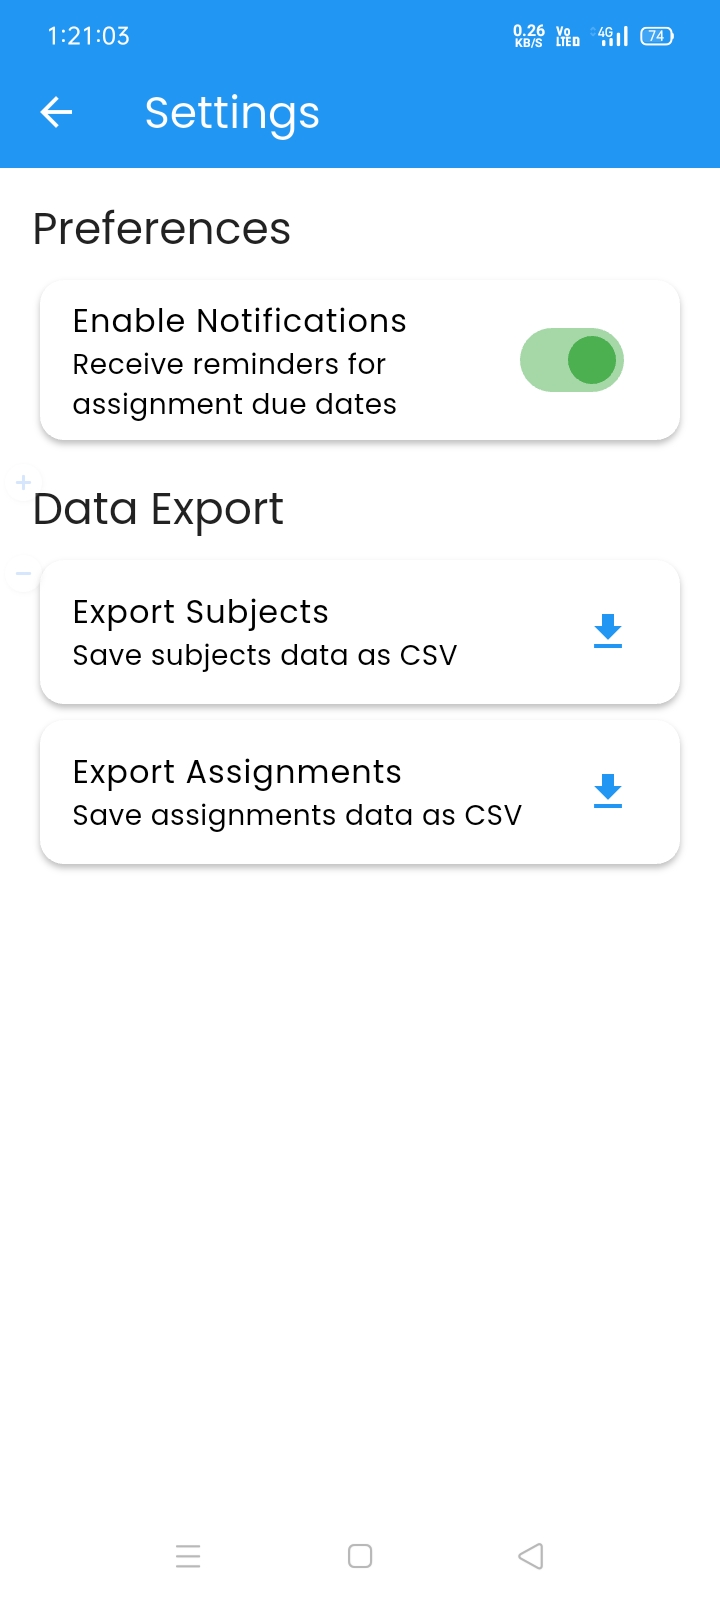 1:21:03
0.26 KB/S Vo LTE 4G 74
Settings
Preferences
Enable Notifications
Receive reminders for
assignment due dates
Data Export
Export Subjects
Save subjects data as CSV
Export Assignments
Save assignments data as CSV